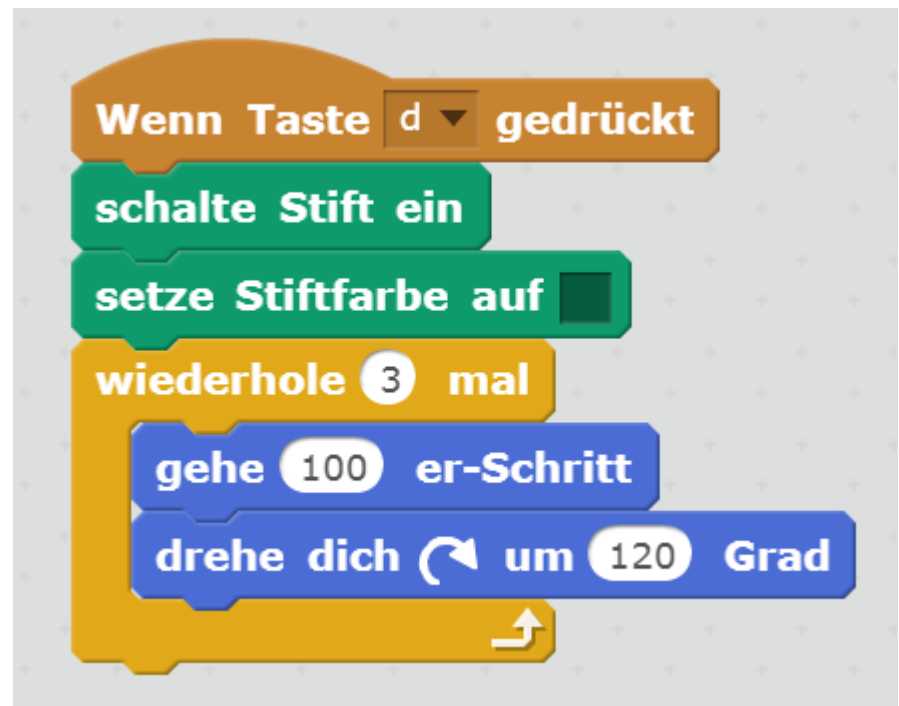 Wenn Taste d gedrückt
schalte Stift ein
setze Stiftfarbe auf
wiederhole 3 mal
gehe 100 er-Schritt
drehe dich um 120 Grad